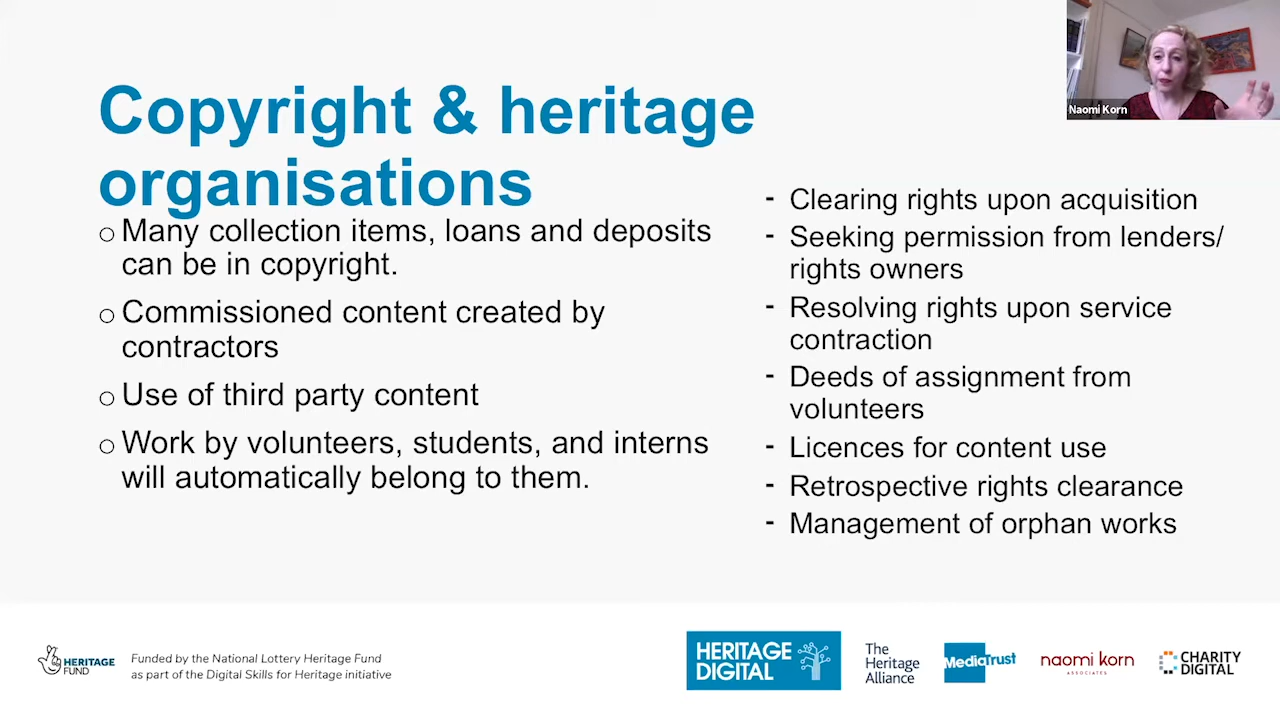 Copyright & heritage
organisations
o Many collection items, loans and deposits
can be in copyright.
o Commissioned content created by
contractors
o Use of third party content
o Work by volunteers, students, and interns
will automatically belong to them.
- Clearing rights upon acquisition
- Seeking permission from lenders/
rights owners
- Resolving rights upon service
contraction
- Deeds of assignment from
volunteers
- Licences for content use
- Retrospective rights clearance
- Management of orphan works
Naomi Korn
HERITAGE
FUND
Funded by the National Lottery Heritage Fund
as part of the Digital Skills for Heritage initiative
HERITAGE
DIGITAL
The
Heritage
Alliance
MediaTrust
naomi korn
ASSOCIATES
CHARITY
DIGITAL